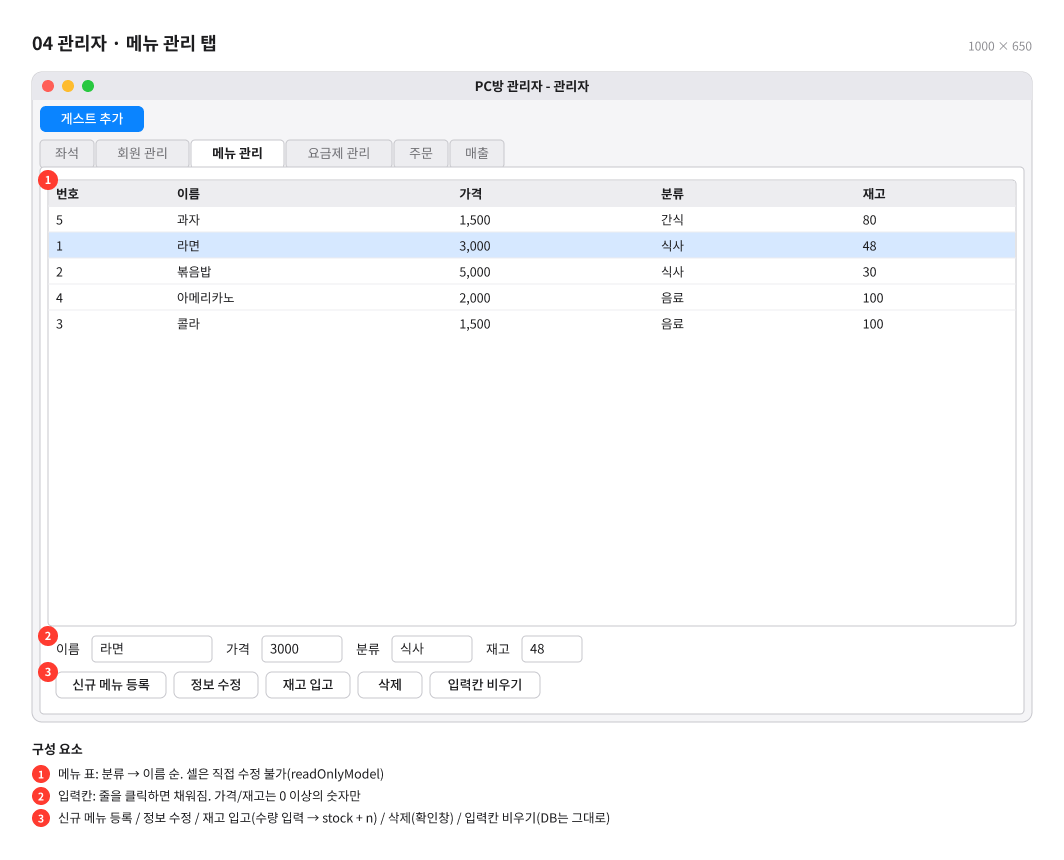 04 관리자 · 메뉴 관리 탭
1000 × 650
PC방 관리자 - 관리자
게스트 추가
좌석 회원 관리 메뉴 관리 요금제 관리 주문 매출
1
번호 이름 가격 분류 재고
5 과자 1,500 간식 80
1 라면 3,000 식사 48
2 볶음밥 5,000 식사 30
4 아메리카노 2,000 음료 100
3 콜라 1,500 음료 100
2
이름 라면 가격 3000 분류 식사 재고 48
3
신규 메뉴 등록 정보 수정 재고 입고 삭제 입력칸 비우기
구성 요소
1 메뉴 표: 분류 → 이름 순. 셀은 직접 수정 불가(readOnlyModel)
2 입력칸: 줄을 클릭하면 채워짐. 가격/재고는 0 이상의 숫자만
3 신규 메뉴 등록 / 정보 수정 / 재고 입고(수량 입력 → stock + n) / 삭제(확인창) / 입력칸 비우기(DB는 그대로)